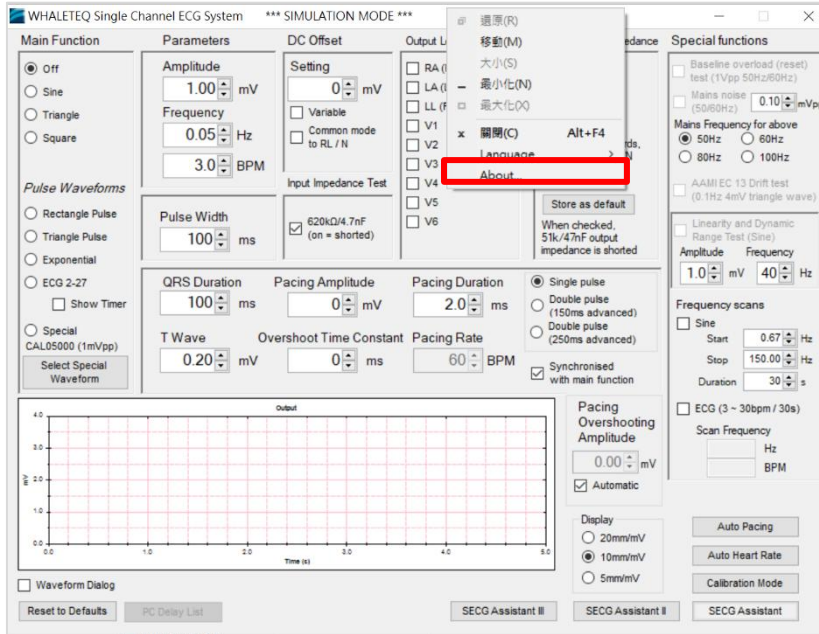 WHALETEQ Single Channel ECG System *** SIMULATION MODE ***
還原(R)
移動(M)
大小(S)
最小化(N)
最大化(X)
關閉(C) Alt+F4
Language
About...
Main Function
Off
Sine
Triangle
Square
Pulse Waveforms
Rectangle Pulse
Triangle Pulse
Exponential
ECG 2-27
Show Timer
Special
CAL05000 (1mVpp)
Select Special
Waveform
Parameters
Amplitude
1.00 mV
Frequency
0.05 Hz
3.0 BPM
Pulse Width
100 ms
DC Offset
Setting
0 mV
Variable
Common mode
to RL / N
Input Impedance Test
620kΩ/4.7nF
(on = shorted)
RA
LA
LL
V1
V2
V3
V4
V5
V6
Store as default
When checked,
51k/47nF output
impedance is shorted
QRS Duration
100 ms
T Wave
0.20 mV
Pacing Amplitude
0 mV
Overshoot Time Constant
0 ms
Pacing Duration
2.0 ms
Pacing Rate
60 BPM
Single pulse
Double pulse
(150ms advanced)
Double pulse
(250ms advanced)
Synchronised
with main function
Special functions
Baseline overload (reset)
test (1Vpp 50Hz/60Hz)
Mains noise
(50/60Hz)
0.10
Mains Frequency for above
50Hz 60Hz
80Hz 100Hz
AAMI EC 13 Drift test
(0.1Hz 4mV triangle wave)
Linearity and Dynamic
Range Test (Sine)
Amplitude Frequency
1.0 mV 40 Hz
Frequency scans
Sine
Start 0.67 Hz
Stop 150.00 Hz
Duration 30 s
ECG (3 ~ 30bpm / 30s)
Scan Frequency
Hz
BPM
Output
4.0
3.0
2.0
1.0
0.0
mV
0.0 1.0 2.0 3.0 4.0 5.0
Time (s)
Pacing
Overshooting
Amplitude
0.00 mV
Automatic
Display
20mm/mV
10mm/mV
5mm/mV
Auto Pacing
Auto Heart Rate
Calibration Mode
Waveform Dialog
Reset to Defaults
PC Delay List
SECG Assistant III
SECG Assistant II
SECG Assistant